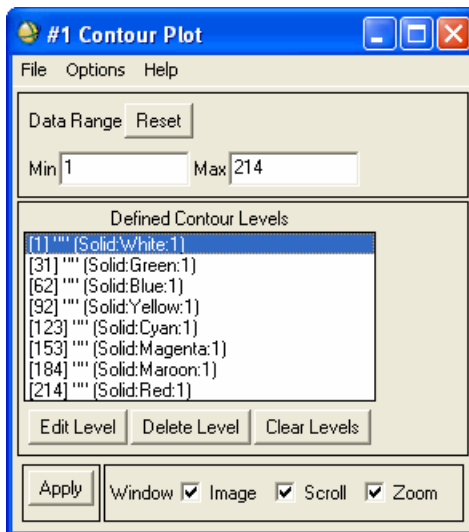 #1 Contour Plot
File Options Help
Data Range Reset
Min 1 Max 214
Defined Contour Levels
[1] "" (Solid:White:1)
[31] "" (Solid:Green:1)
[62] "" (Solid:Blue:1)
[92] "" (Solid:Yellow:1)
[123] "" (Solid:Cyan:1)
[153] "" (Solid:Magenta:1)
[184] "" (Solid:Maroon:1)
[214] "" (Solid:Red:1)
Edit Level Delete Level Clear Levels
Apply Window Image Scroll Zoom